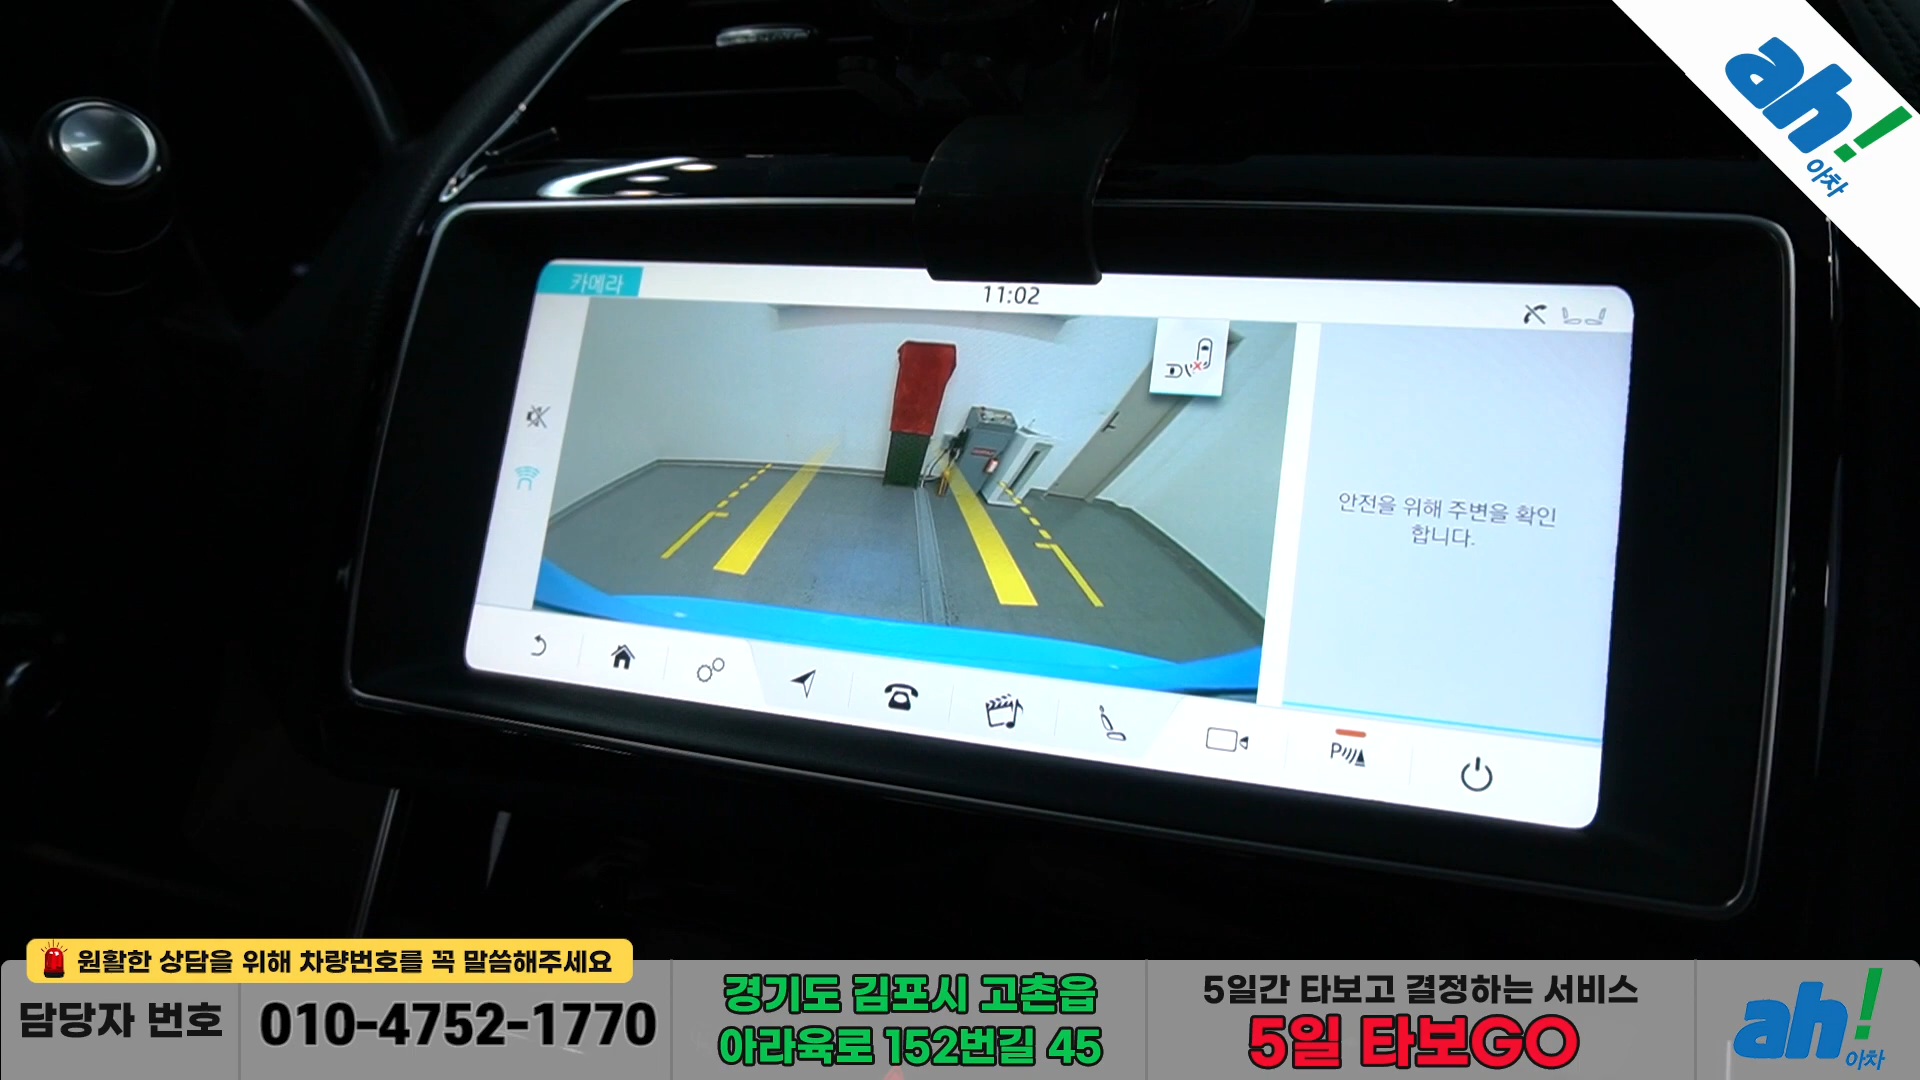 ah!
아차
카메라
11:02
안전을 위해 주변을 확인
합니다.
P
원활한 상담을 위해 차량번호를 꼭 말씀해주세요
담당자 번호
010-4752-1770
경기도 김포시 고촌읍
아라육로 152번길 45
5일간 타보고 결정하는 서비스
5일 타보GO
ah!
아차